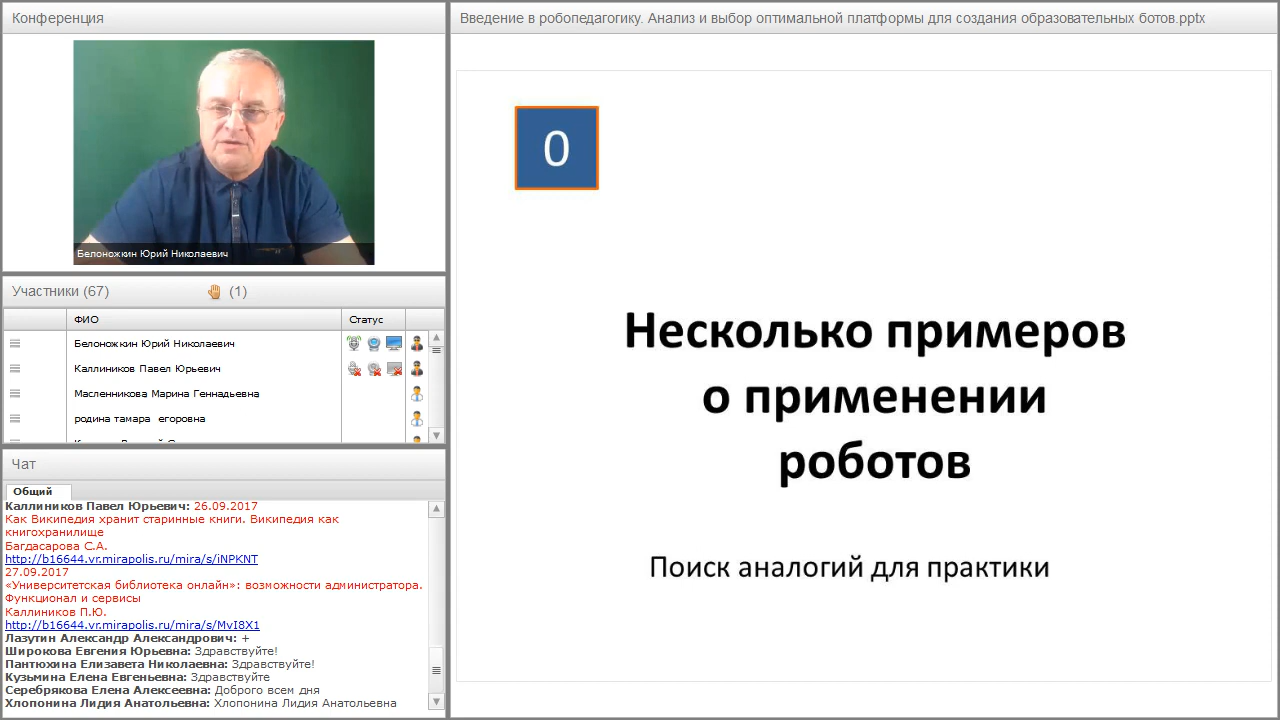 Конференция
Белоножкин Юрий Николаевич
Участники (67)
(1)
ФИО
Статус
Белоножкин Юрий Николаевич
Каллиников Павел Юрьевич
Масленникова Марина Геннадьевна
родина тамара егоровна
Чат
Общий
Каллиников Павел Юрьевич: 26.09.2017
Как Википедия хранит старинные книги. Википедия как
книгохранилище
Багдасарова С.А.
http://b16644.vr.mirapolis.ru/mira/s/iNPKNT
27.09.2017
«Университетская библиотека онлайн»: возможности администратора.
Функционал и сервисы
Каллиников П.Ю.
http://b16644.vr.mirapolis.ru/mira/s/MvI8X1
Лазутин Александр Александрович: +
Широкова Евгения Юрьевна: Здравствуйте!
Пантюхина Елизавета Николаевна: Здравствуйте!
Кузьмина Елена Евгеньевна: Здравствуйте
Серебрякова Елена Алексеевна: Доброго всем дня
Хлопонина Лидия Анатольевна: Хлопонина Лидия Анатольевна
Введение в робопедагогику. Анализ и выбор оптимальной платформы для создания образовательных ботов.pptx
0
Несколько примеров
о применении
роботов
Поиск аналогий для практики